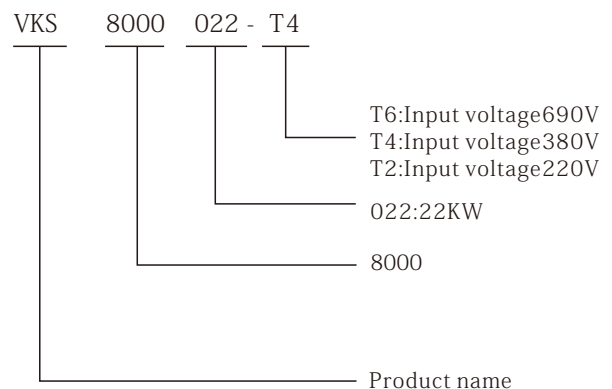 VKS 8000 022 - T4
T6:Input voltage690V
T4:Input voltage380V
T2:Input voltage220V
022:22KW
8000
Product name